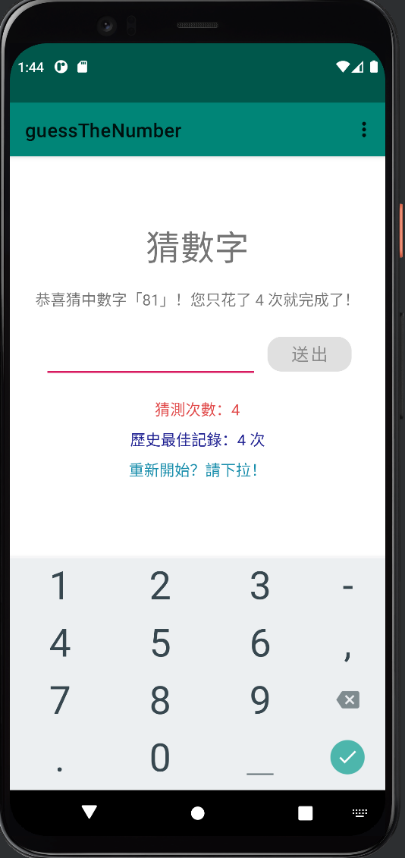 1:44
guessTheNumber
猜數字
恭喜猜中數字「81」！您只花了 4 次就完成了！
送出
猜測次數：4
歷史最佳記錄：4 次
重新開始？請下拉！
1 2 3 -
4 5 6 ,
7 8 9
. 0 _